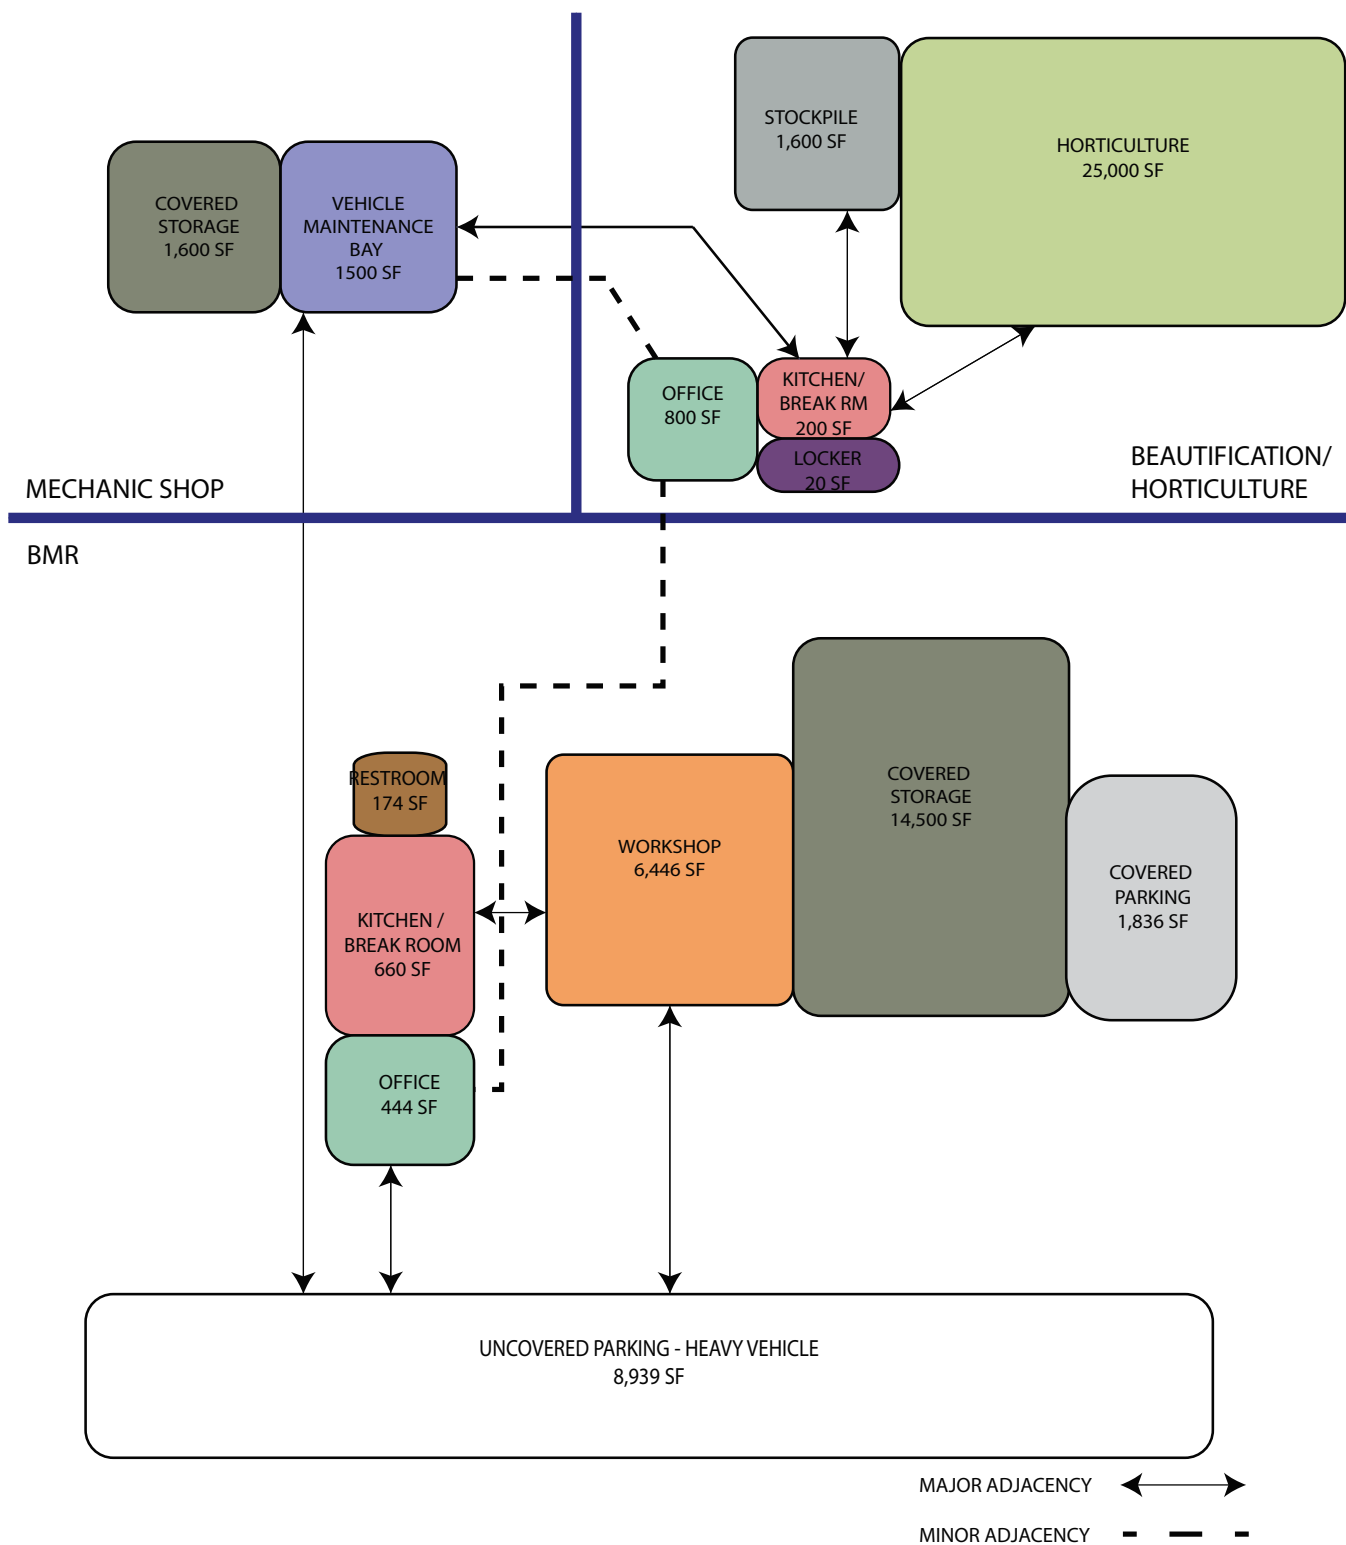 STOCKPILE
1,600 SF
HORTICULTURE
25,000 SF
COVERED
STORAGE
1,600 SF
VEHICLE
MAINTENANCE
BAY
1500 SF
OFFICE
800 SF
KITCHEN/
BREAK RM
200 SF
LOCKER
20 SF
MECHANIC SHOP
BEAUTIFICATION/
HORTICULTURE
BMR
RESTROOM
174 SF
KITCHEN /
BREAK ROOM
660 SF
OFFICE
444 SF
WORKSHOP
6,446 SF
COVERED
STORAGE
14,500 SF
COVERED
PARKING
1,836 SF
UNCOVERED PARKING - HEAVY VEHICLE
8,939 SF
MAJOR ADJACENCY
MINOR ADJACENCY